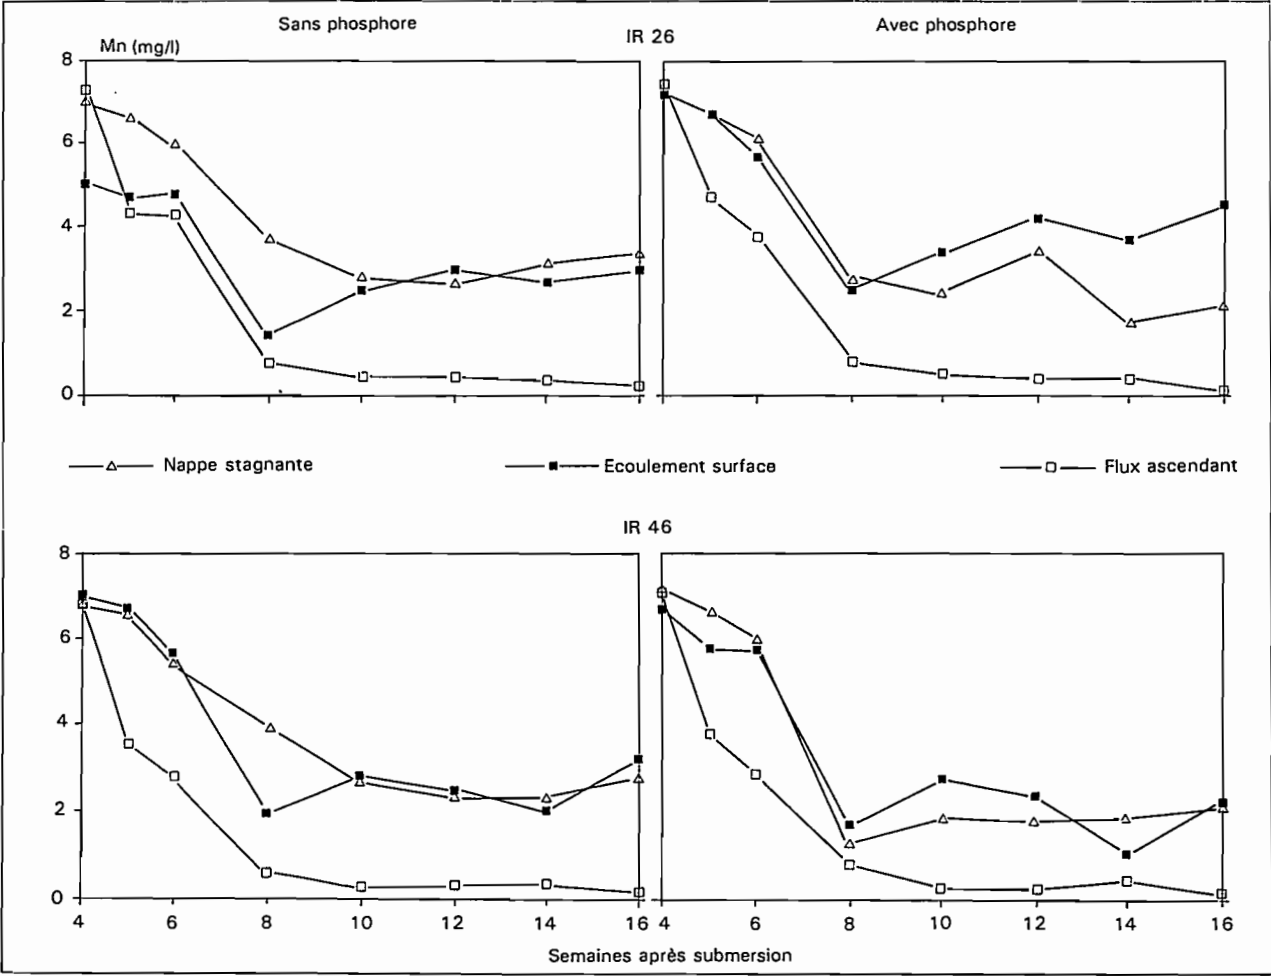 Sans phosphore
IR 26
Avec phosphore
Mn (mg/l)
8
6
4
2
0
Nappe stagnante
Ecoulement surface
Flux ascendant
IR 46
8
6
4
2
0
4 6 8 10 12 14 16
4 6 8 10 12 14 16
Semaines après submersion